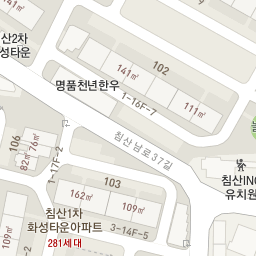 산2차
성타운
102
141㎡
명품천년한우
1-16F-7
111㎡
침산남로37길
106
82㎡
76㎡
1-17F-2
103
162㎡
109㎡
침산1차
화성타운아파트
281세대
3-14F-5
침산ING
유치원